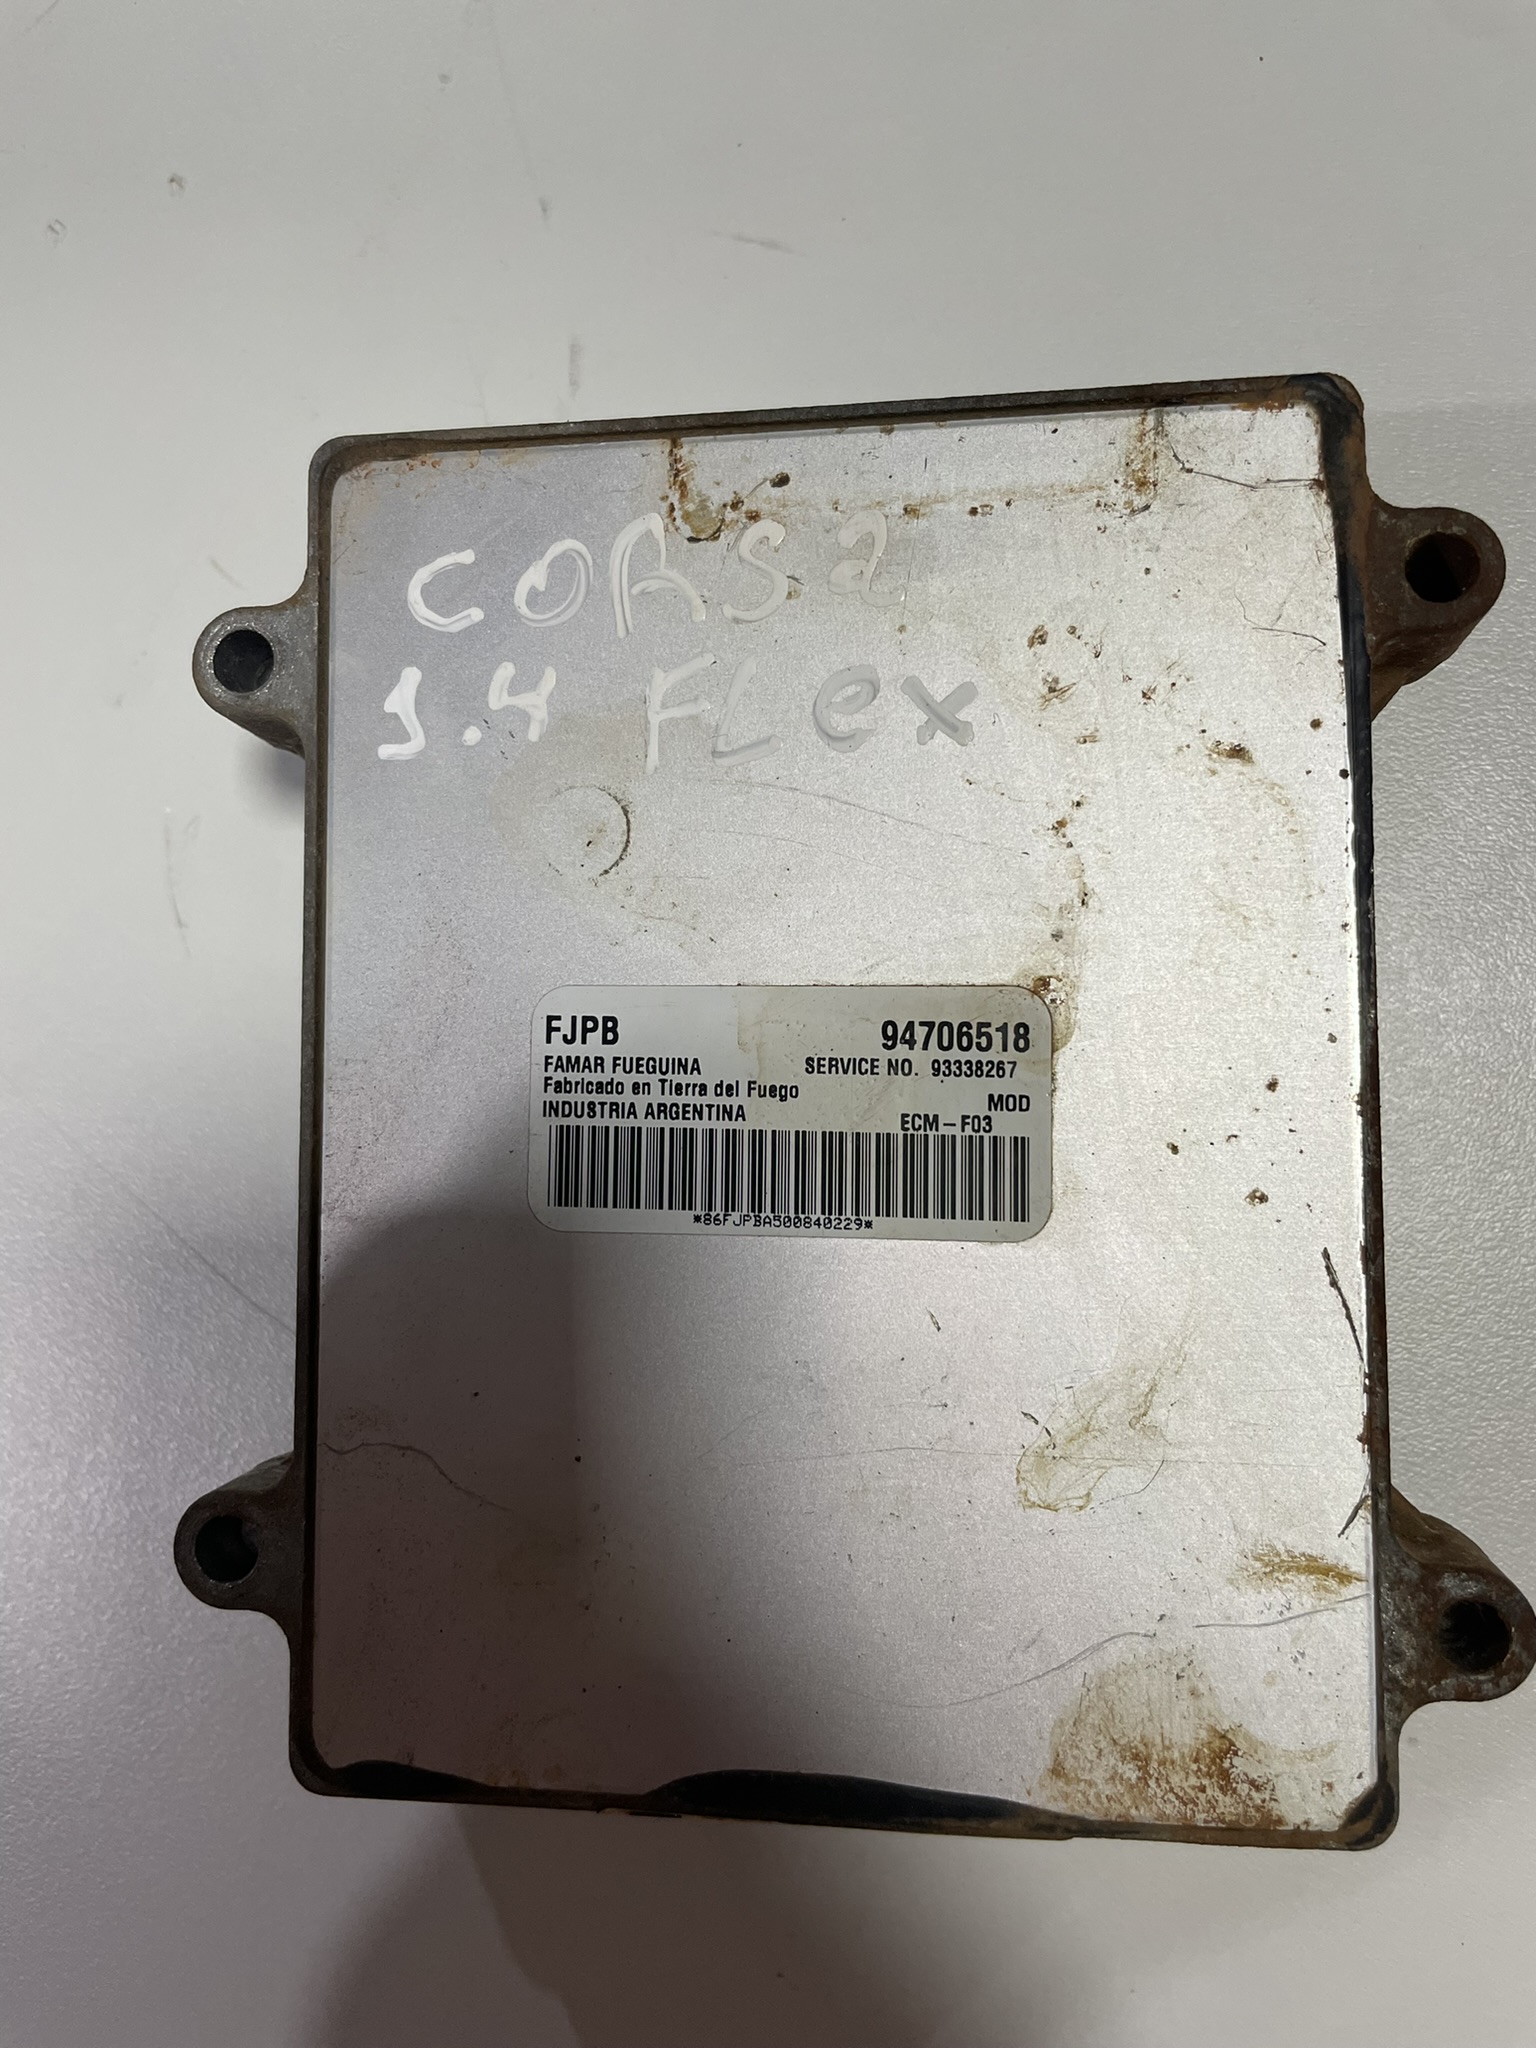 CORSA
1.4 FLex
FJPB 94706518
FAMAR FUEGUINA SERVICE NO. 93338267
Fabricado en Tierra del Fuego MOD
INDUSTRIA ARGENTINA ECM-F03
*86FJPBA500840229*